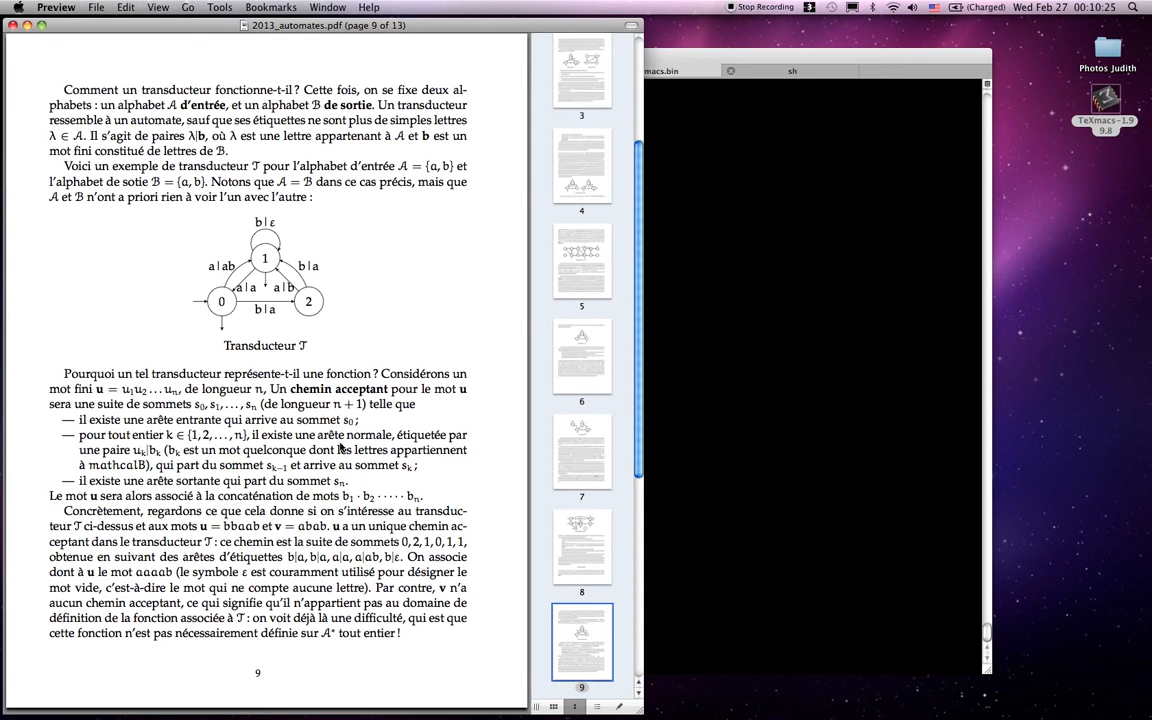 Preview File Edit View Go Tools Bookmarks Window Help Stop Recording (Charged) Wed Feb 27 00:10:25
2013_automates.pdf (page 9 of 13)
macs.bin sh
Photos Judith
TeXmacs-1.9
9.8
Comment un transducteur fonctionne-t-il ? Cette fois, on se fixe deux al-
phabets : un alphabet A d'entrée, et un alphabet B de sortie. Un transducteur
ressemble à un automate, sauf que ses étiquettes ne sont plus de simples lettres
λ ∈ A. Il s'agit de paires λ|b, où λ est une lettre appartenant à A et b est un
mot fini constitué de lettres de B.
Voici un exemple de transducteur T pour l'alphabet d'entrée A = {a, b} et
l'alphabet de sotie B = {a, b}. Notons que A = B dans ce cas précis, mais que
A et B n'ont a priori rien à voir l'un avec l'autre :
b | ε
1
a | ab b | a
a | a a | b
0 2
b | a
Transducteur T
Pourquoi un tel transducteur représente-t-il une fonction ? Considérons un
mot fini u = u₁u₂ . . . uₙ, de longueur n, Un chemin acceptant pour le mot u
sera une suite de sommets s₀, s₁, . . . , sₙ (de longueur n + 1) telle que
— il existe une arête entrante qui arrive au sommet s₀ ;
— pour tout entier k ∈ {1, 2, . . . , n}, il existe une arête normale, étiquetée par
une paire uₖ|bₖ (bₖ est un mot quelconque dont les lettres appartiennent
à mathcalB), qui part du sommet sₖ₋₁ et arrive au sommet sₖ ;
— il existe une arête sortante qui part du sommet sₙ.
Le mot u sera alors associé à la concaténation de mots b₁ · b₂ · · · · · bₙ.
Concrètement, regardons ce que cela donne si on s'intéresse au transduc-
teur T ci-dessus et aux mots u = bbaab et v = abab. u a un unique chemin ac-
ceptant dans le transducteur T : ce chemin est la suite de sommets 0, 2, 1, 0, 1, 1,
obtenue en suivant des arêtes d'étiquettes b|a, b|a, a|a, a|ab, b|ε. On associe
dont à u le mot aaaab (le symbole ε est couramment utilisé pour désigner le
mot vide, c'est-à-dire le mot qui ne compte aucune lettre). Par contre, v n'a
aucun chemin acceptant, ce qui signifie qu'il n'appartient pas au domaine de
définition de la fonction associée à T : on voit déjà là une difficulté, qui est que
cette fonction n'est pas nécessairement définie sur A* tout entier !
9
3
4
5
6
7
8
9